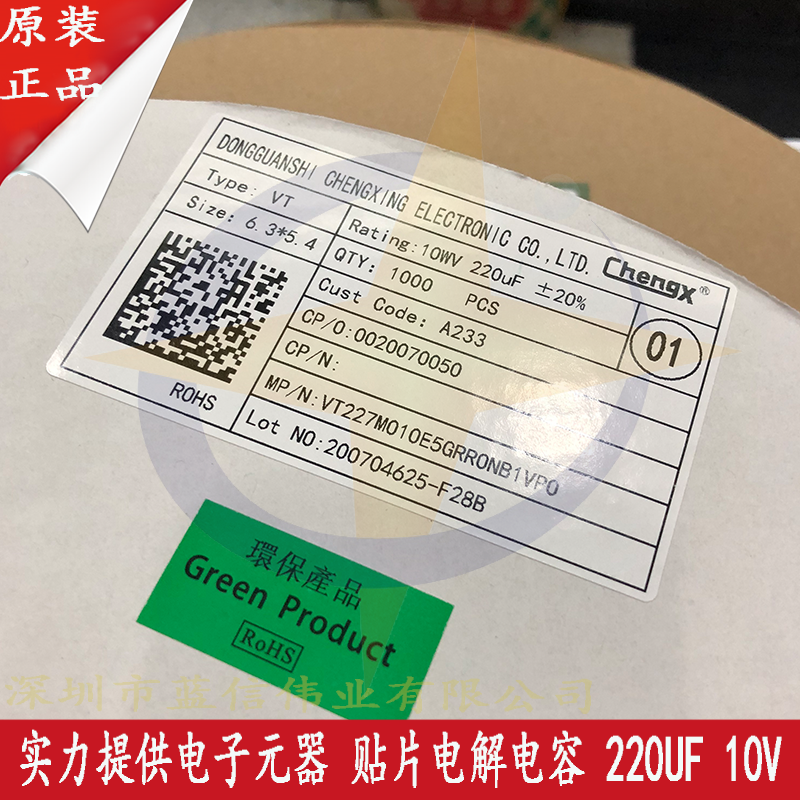 原装
正品
DONGGUANSHI CHENGXING ELECTRONIC CO.,LTD.
Chengx®
Type: VT
Rating:10WV 220uF ±20%
Size: 6.3*5.4
QTY: 1000 PCS
01
Cust Code: A233
CP/O:0020070050
CP/N:
MP/N:VT227M010E5GRRONB1VPO
ROHS
Lot NO:200704625-F28B
環保產品
Green Product
RoHS
深圳市蓝信伟业有限公司
实力提供电子元器 贴片电解电容 220UF 10V